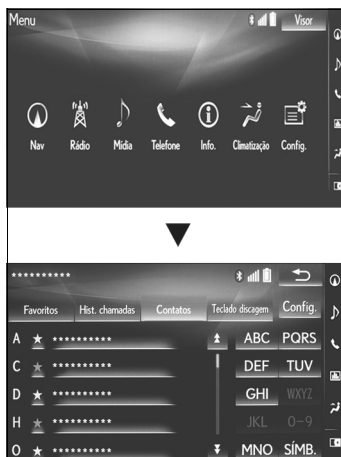 Menu Visor
Nav Rádio Mídia Telefone Info. Climatização Config.
**********
Favoritos Hist. chamadas Contatos Teclado discagem Config.
A ********** ABC PQRS
C ********** DEF TUV
D ********** GHI WXYZ
H ********** JKL 0-9
O ********** MNO SÍMB.